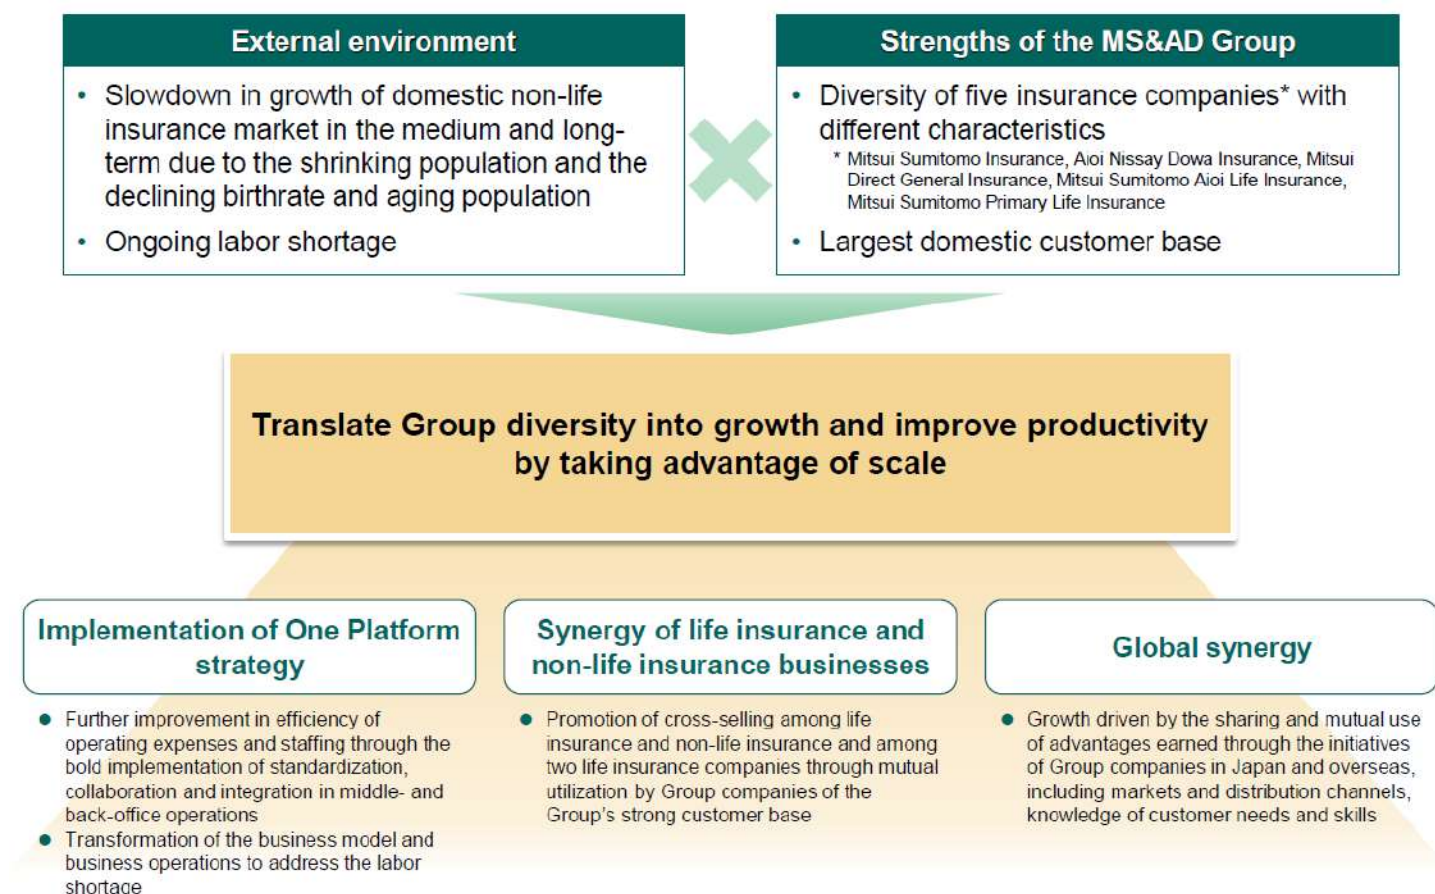 External environment
• Slowdown in growth of domestic non-life
insurance market in the medium and long-
term due to the shrinking population and the
declining birthrate and aging population
• Ongoing labor shortage
Strengths of the MS&AD Group
• Diversity of five insurance companies* with
different characteristics
* Mitsui Sumitomo Insurance, Aioi Nissay Dowa Insurance, Mitsui
Direct General Insurance, Mitsui Sumitomo Aioi Life Insurance,
Mitsui Sumitomo Primary Life Insurance
• Largest domestic customer base
Translate Group diversity into growth and improve productivity
by taking advantage of scale
Implementation of One Platform
strategy
● Further improvement in efficiency of
operating expenses and staffing through the
bold implementation of standardization,
collaboration and integration in middle- and
back-office operations
● Transformation of the business model and
business operations to address the labor
shortage
Synergy of life insurance and
non-life insurance businesses
● Promotion of cross-selling among life
insurance and non-life insurance and among
two life insurance companies through mutual
utilization by Group companies of the
Group's strong customer base
Global synergy
● Growth driven by the sharing and mutual use
of advantages earned through the initiatives
of Group companies in Japan and overseas,
including markets and distribution channels,
knowledge of customer needs and skills